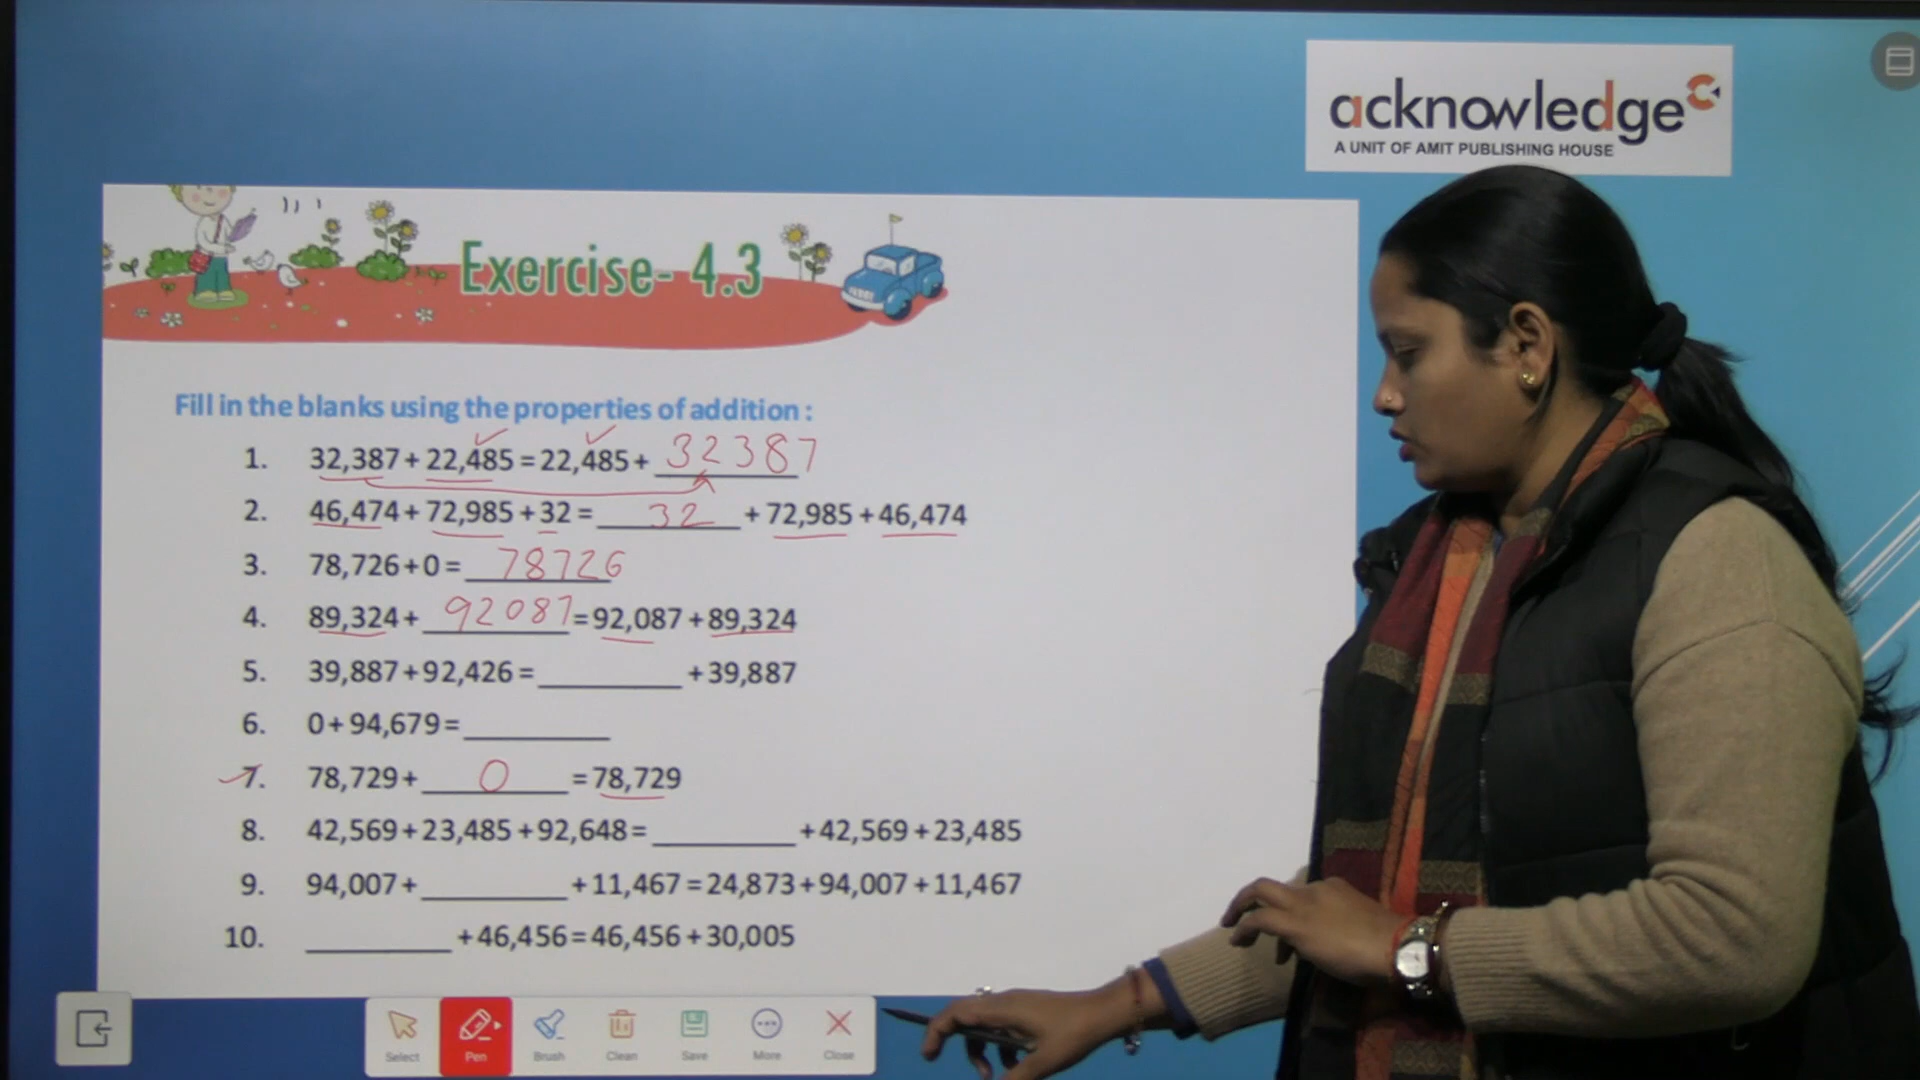 acknowledge
A UNIT OF AMIT PUBLISHING HOUSE
Exercise- 4.3
Fill in the blanks using the properties of addition :
1. 32,387 + 22,485 = 22,485 + 32387
2. 46,474 + 72,985 + 32 = 32 + 72,985 + 46,474
3. 78,726 + 0 = 78726
4. 89,324 + 92087 = 92,087 + 89,324
5. 39,887 + 92,426 = __________ + 39,887
6. 0 + 94,679 = __________
7. 78,729 + 0 = 78,729
8. 42,569 + 23,485 + 92,648 = __________ + 42,569 + 23,485
9. 94,007 + __________ + 11,467 = 24,873 + 94,007 + 11,467
10. __________ + 46,456 = 46,456 + 30,005
Select Pen Brush Clean Save More Close